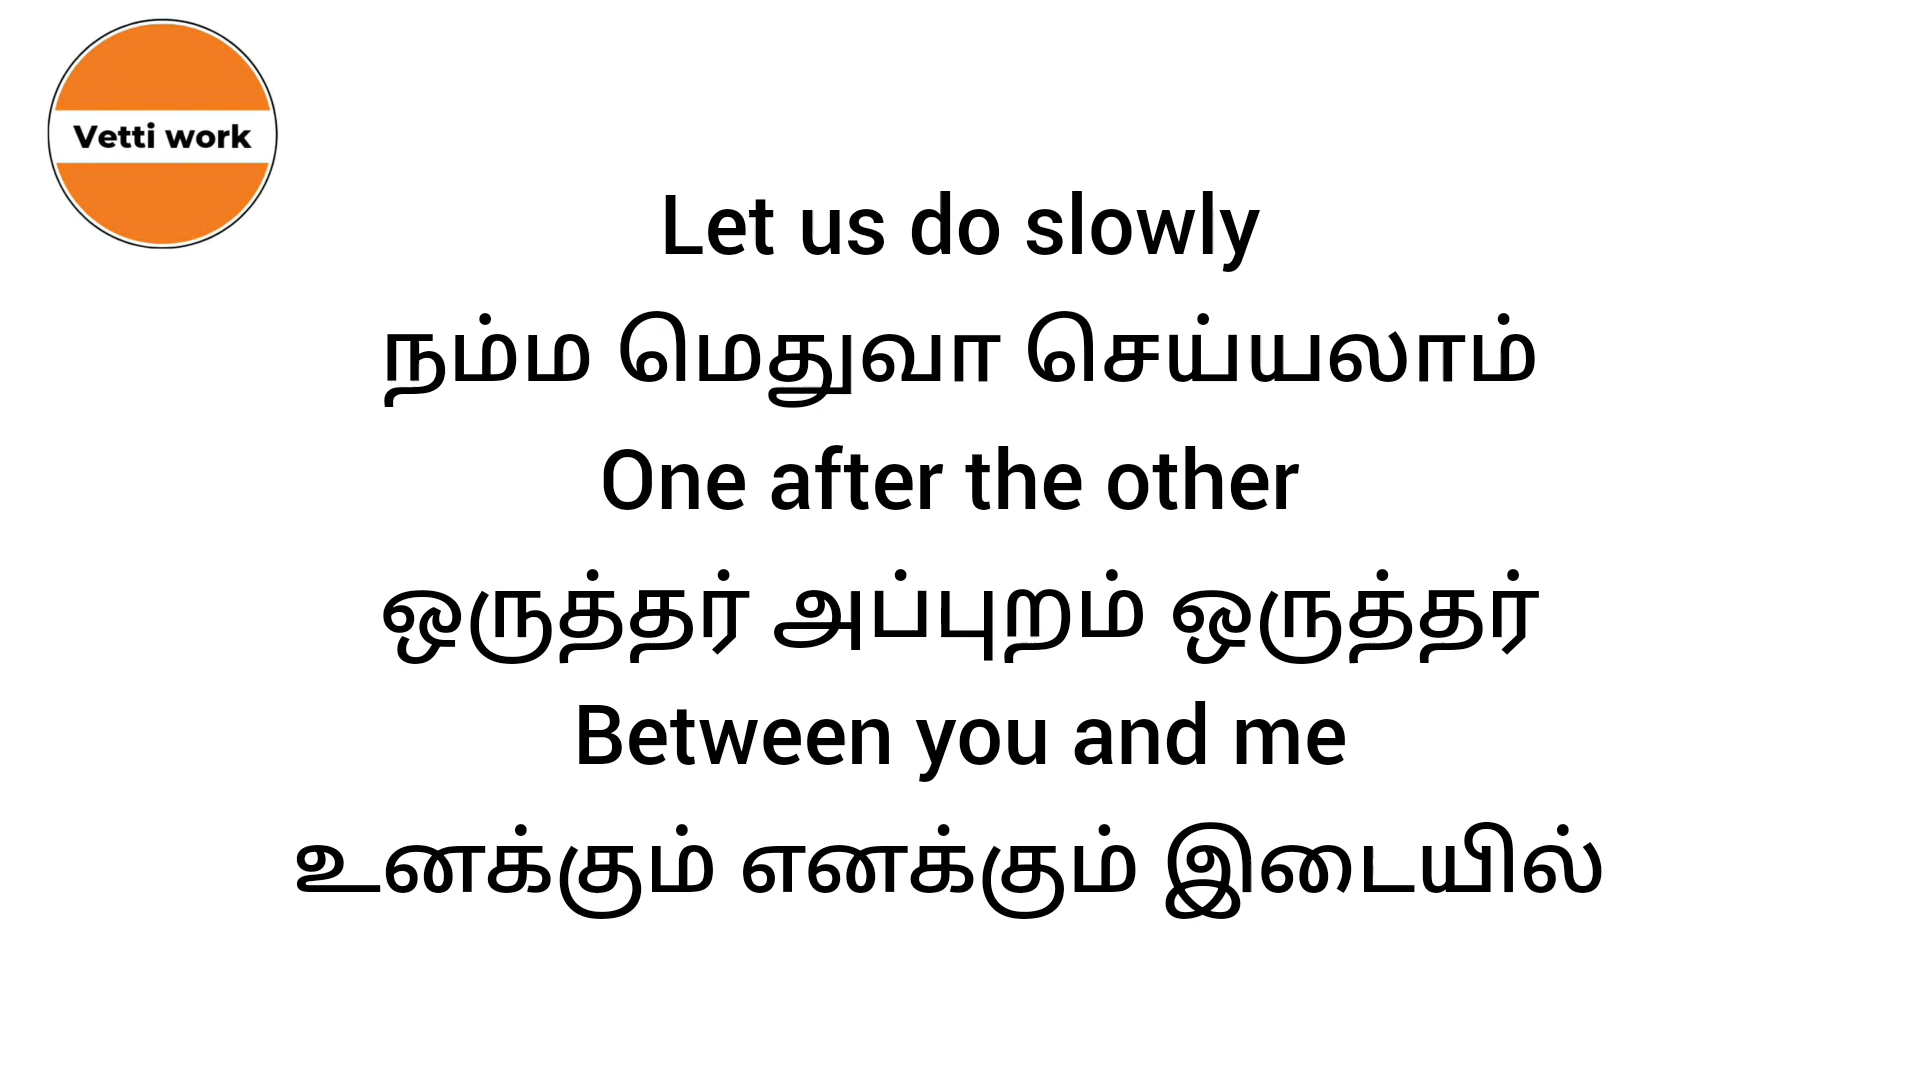 Vetti work
Let us do slowly
நம்ம மெதுவா செய்யலாம்
One after the other
ஒருத்தர் அப்புறம் ஒருத்தர்
Between you and me
உனக்கும் எனக்கும் இடையில்